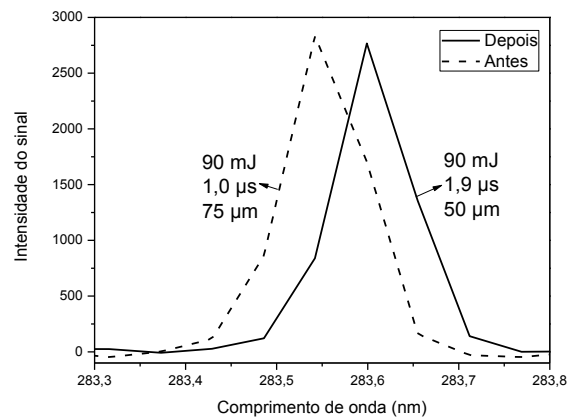 3000
2500
2000
1500
1000
500
0
Intensidade do sinal
Depois
Antes
90 mJ
1,0 µs
75 µm
90 mJ
1,9 µs
50 µm
283,3 283,4 283,5 283,6 283,7 283,8
Comprimento de onda (nm)